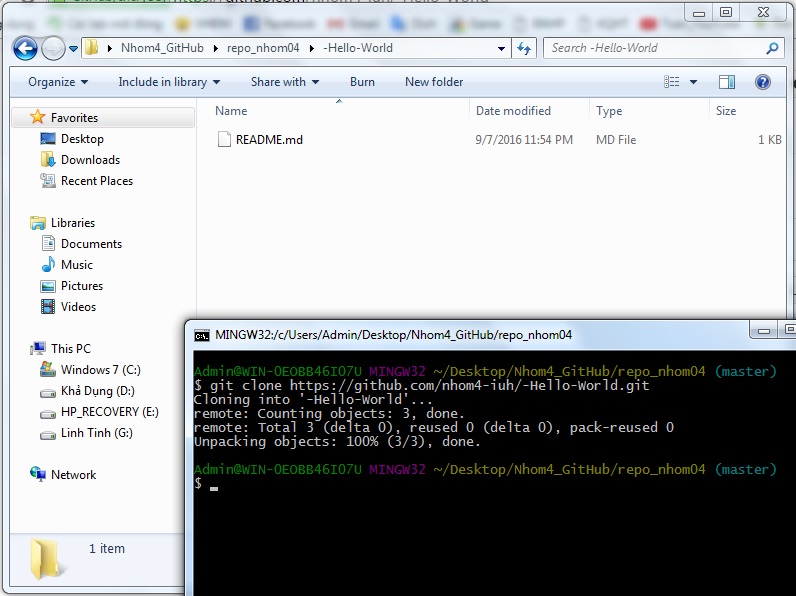 Nhom4_GitHub repo_nhom04 -Hello-World
Search -Hello-World
Organize Include in library Share with Burn New folder
Name Date modified Type Size
README.md 9/7/2016 11:54 PM MD File 1 KB
Favorites
Desktop
Downloads
Recent Places
Libraries
Documents
Music
Pictures
Videos
This PC
Windows 7 (C:)
Khả Dụng (D:)
HP_RECOVERY (E:)
Linh Tinh (G:)
Network
1 item
MINGW32:/c/Users/Admin/Desktop/Nhom4_GitHub/repo_nhom04
Admin@WIN-OEOBB46IO7U MINGW32 ~/Desktop/Nhom4_GitHub/repo_nhom04 (master)
$ git clone https://github.com/nhom4-iuh/-Hello-World.git
Cloning into '-Hello-World'...
remote: Counting objects: 3, done.
remote: Total 3 (delta 0), reused 0 (delta 0), pack-reused 0
Unpacking objects: 100% (3/3), done.
Admin@WIN-OEOBB46IO7U MINGW32 ~/Desktop/Nhom4_GitHub/repo_nhom04 (master)
$